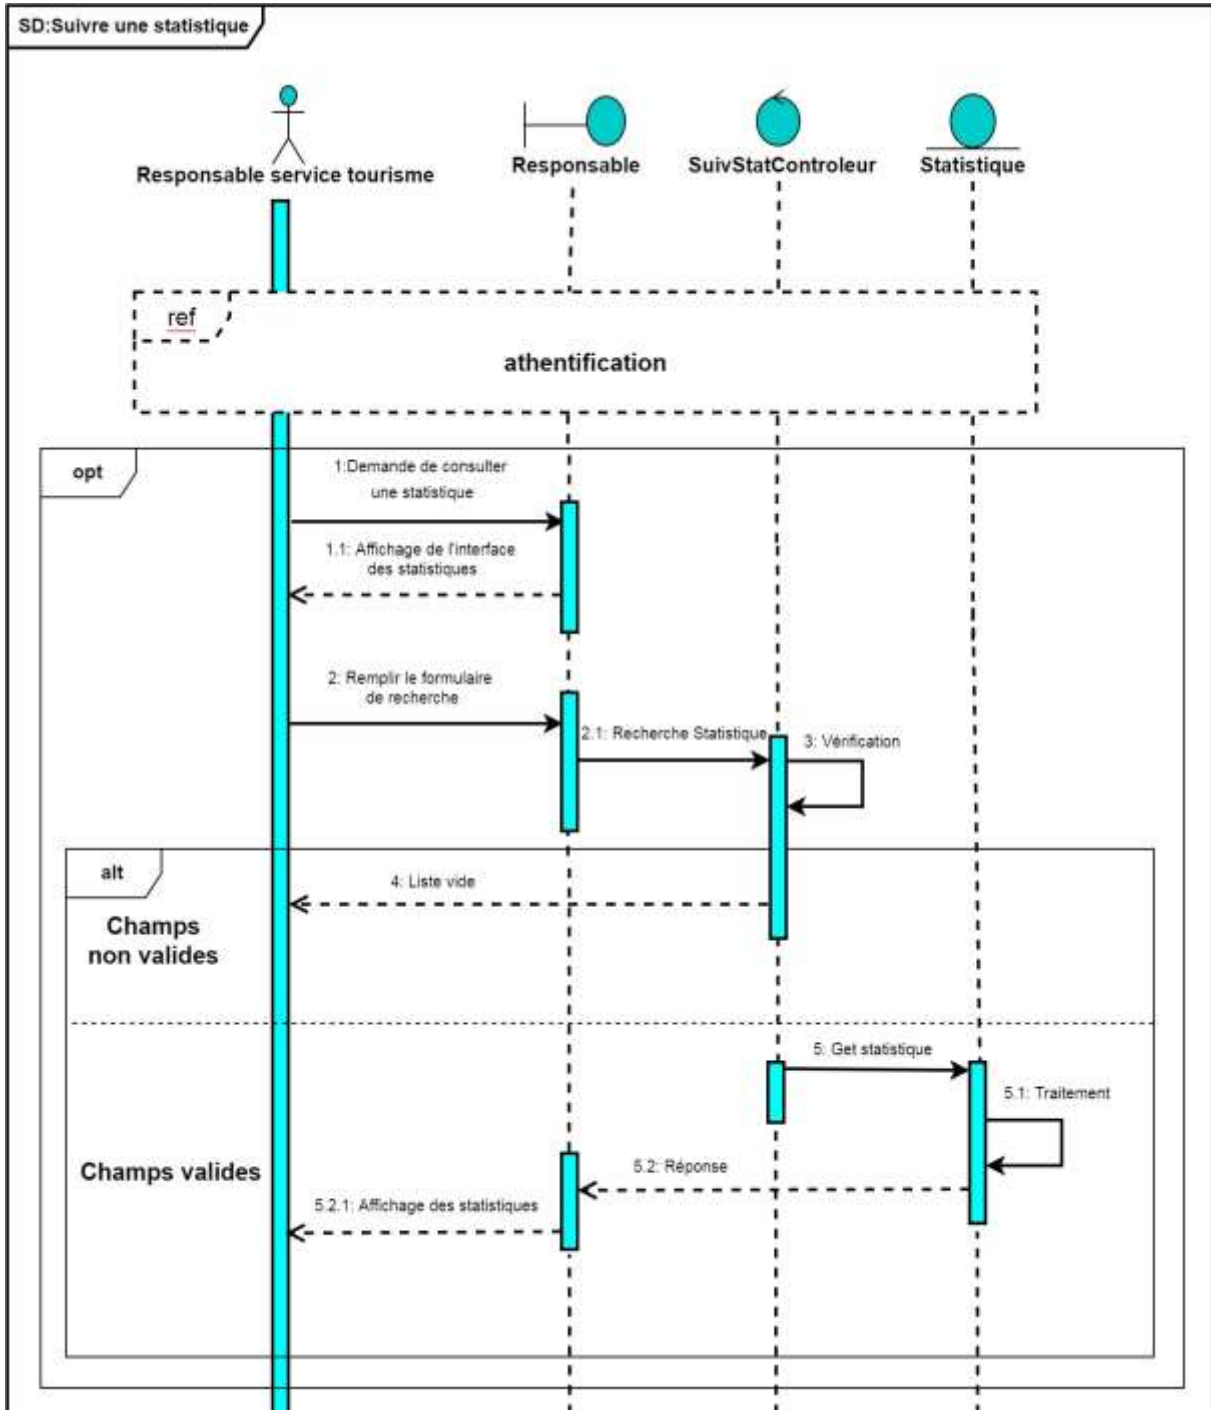 SD:Suivre une statistique
Responsable service tourisme
Responsable
SuivStatControleur
Statistique
ref
athentification
opt
1:Demande de consulter
une statistique
1.1: Affichage de l'interface
des statistiques
2: Remplir le formulaire
de recherche
2.1: Recherche Statistique
3: Vérification
alt
4: Liste vide
Champs
non valides
5: Get statistique
5.1: Traitement
Champs valides
5.2: Réponse
5.2.1: Affichage des statistiques